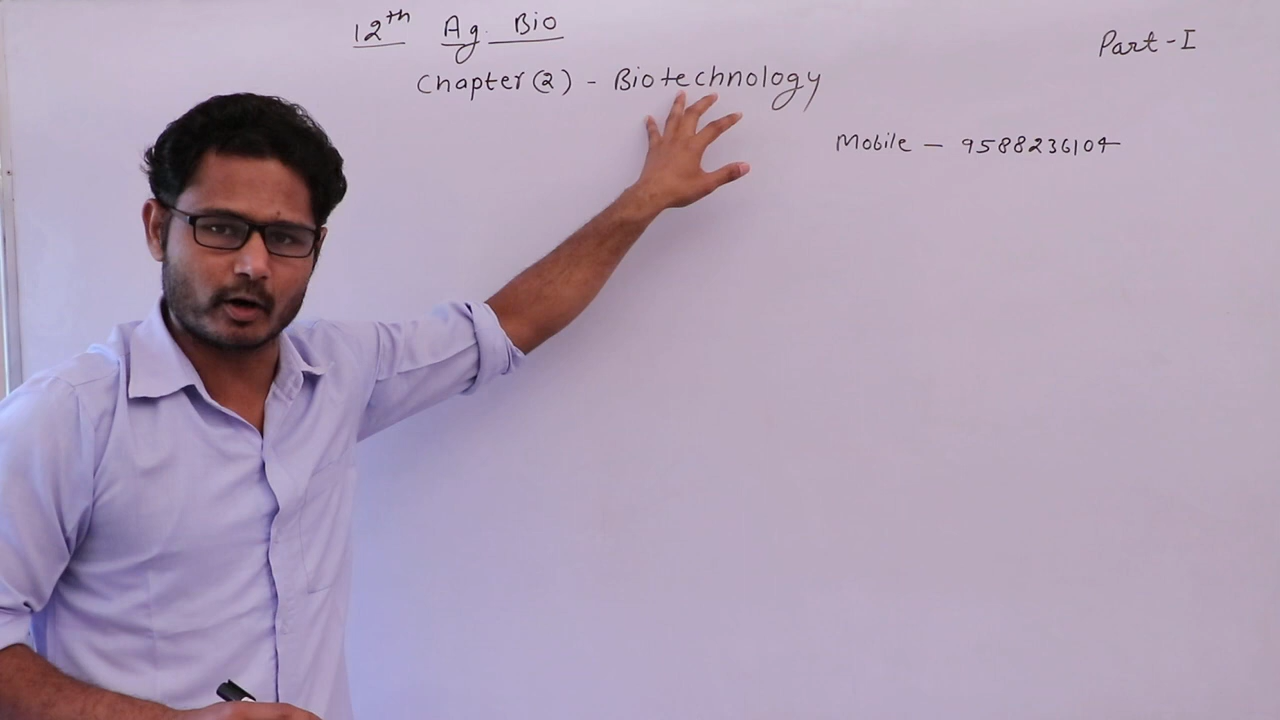 12th Ag. Bio
Part-I
Chapter (2) - Biotechnology
Mobile - 9588236104